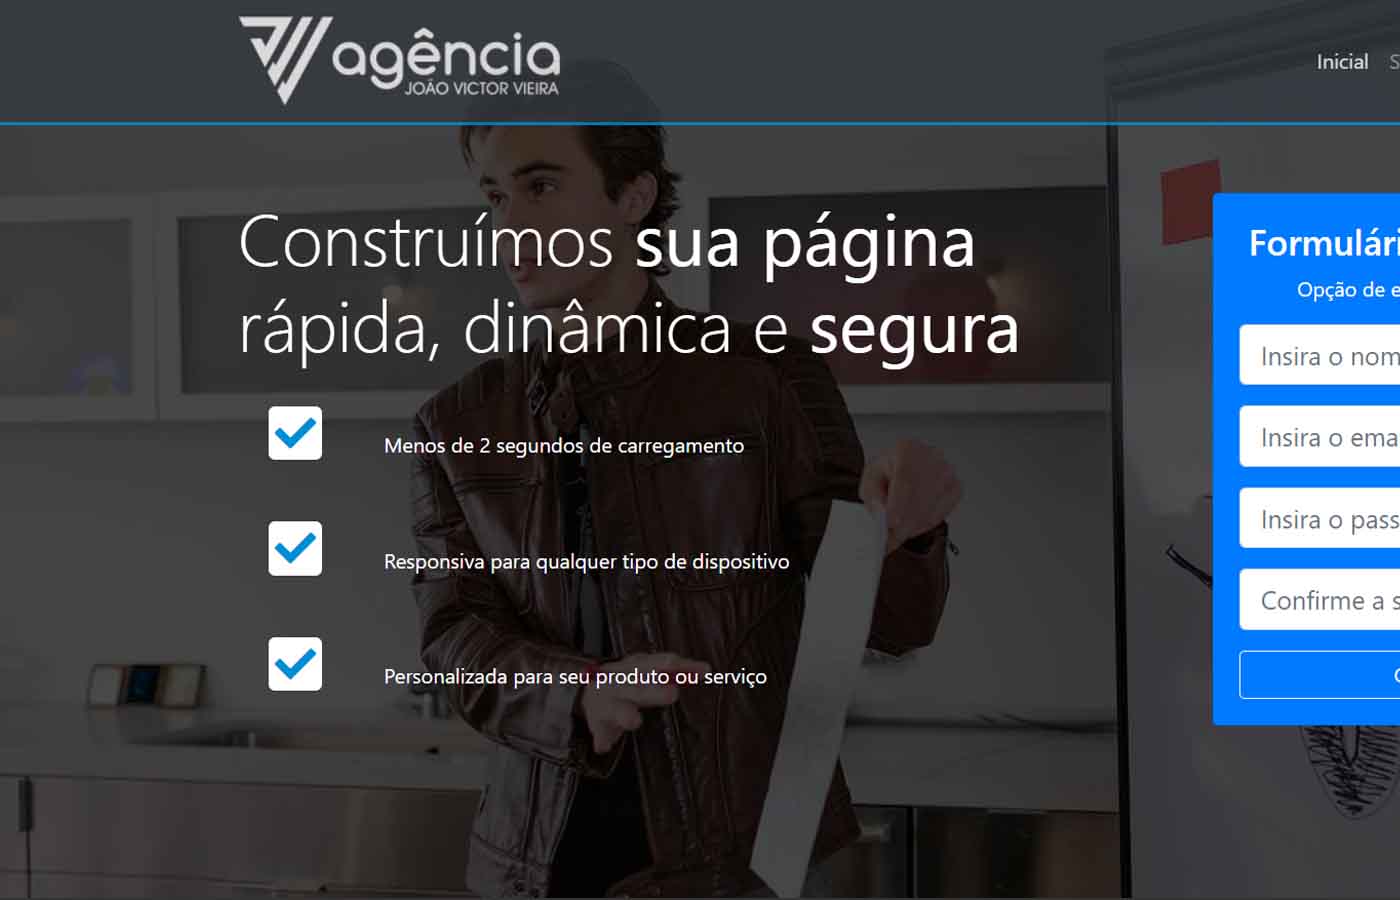 agência
JOÃO VICTOR VIEIRA
Inicial
Construímos sua página
rápida, dinâmica e segura
Menos de 2 segundos de carregamento
Responsiva para qualquer tipo de dispositivo
Personalizada para seu produto ou serviço
Formulári
Opção de e
Insira o nom
Insira o ema
Insira o pass
Confirme a s